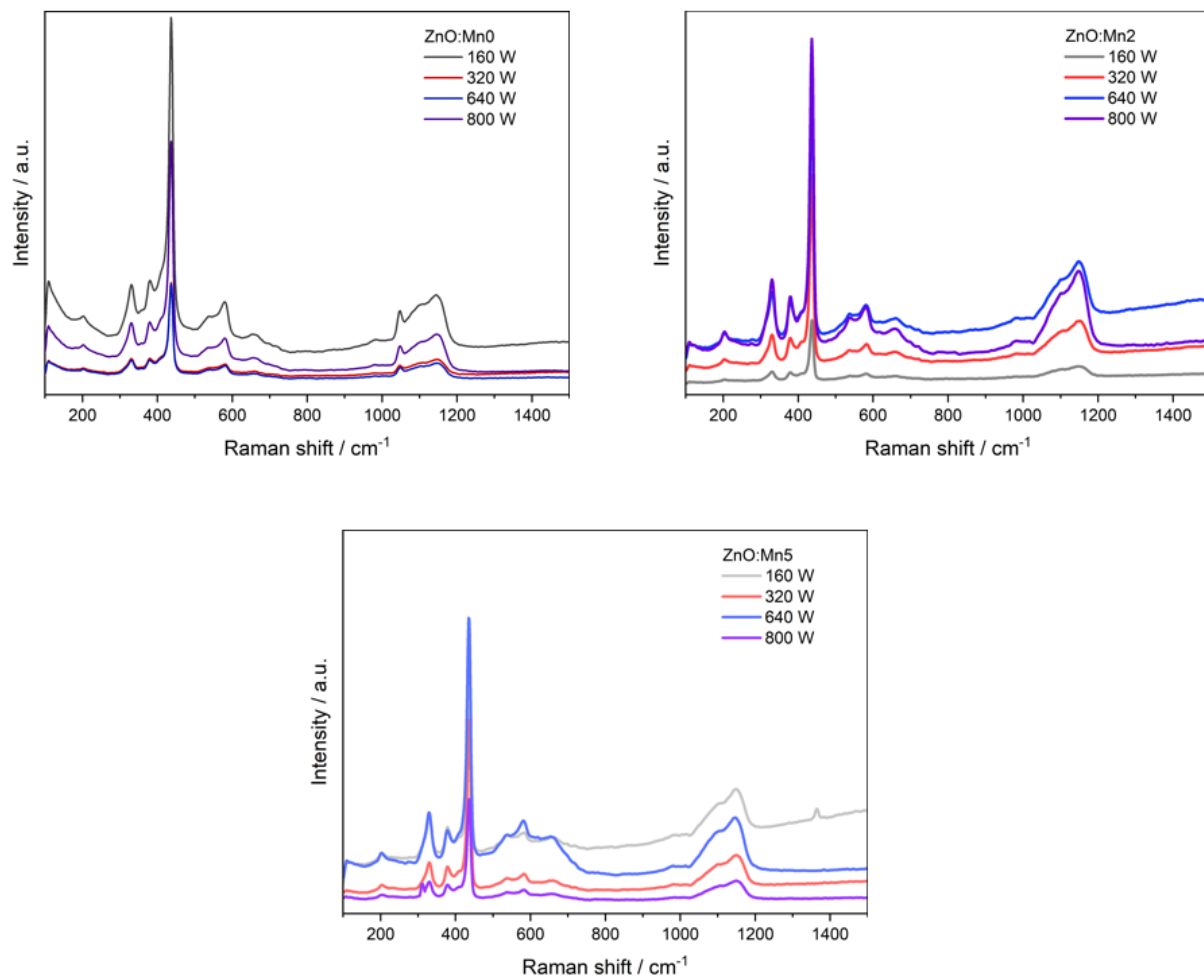 ZnO:Mn0
160 W
320 W
640 W
800 W
Intensity / a.u.
200 400 600 800 1000 1200 1400
Raman shift / cm⁻¹
ZnO:Mn2
160 W
320 W
640 W
800 W
Intensity / a.u.
200 400 600 800 1000 1200 1400
Raman shift / cm⁻¹
ZnO:Mn5
160 W
320 W
640 W
800 W
Intensity / a.u.
200 400 600 800 1000 1200 1400
Raman shift / cm⁻¹